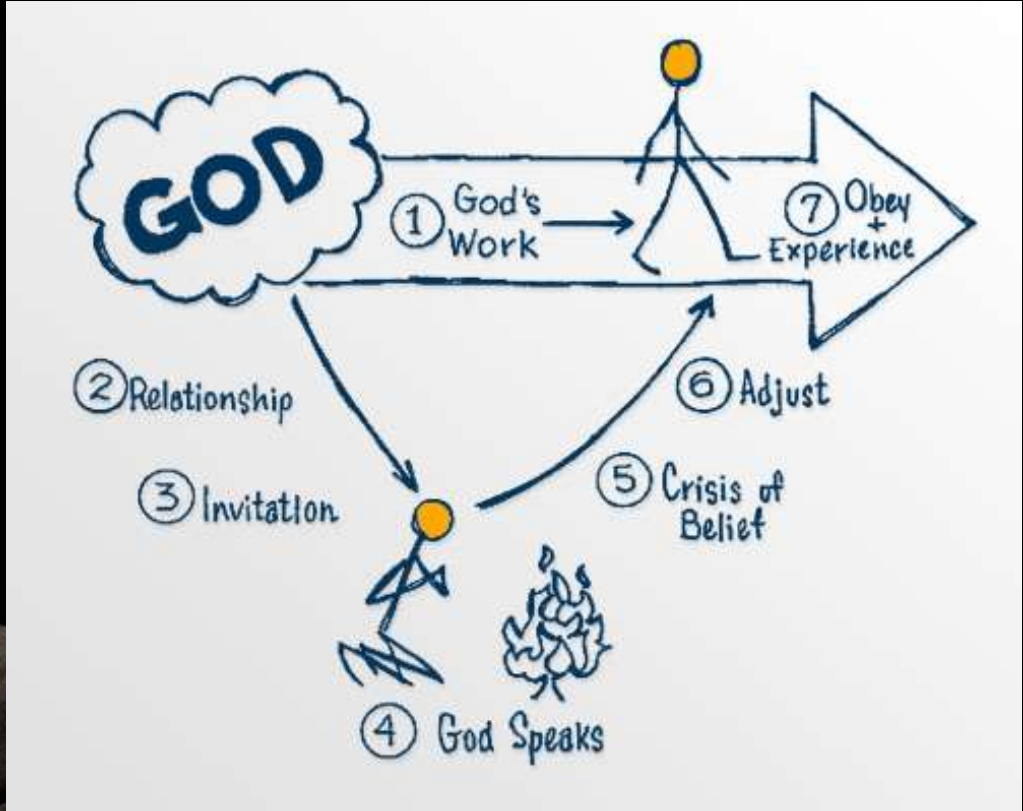 GOD
1 God's
Work
7 Obey
+
Experience
2 Relationship
3 Invitation
6 Adjust
5 Crisis of
Belief
4 God Speaks